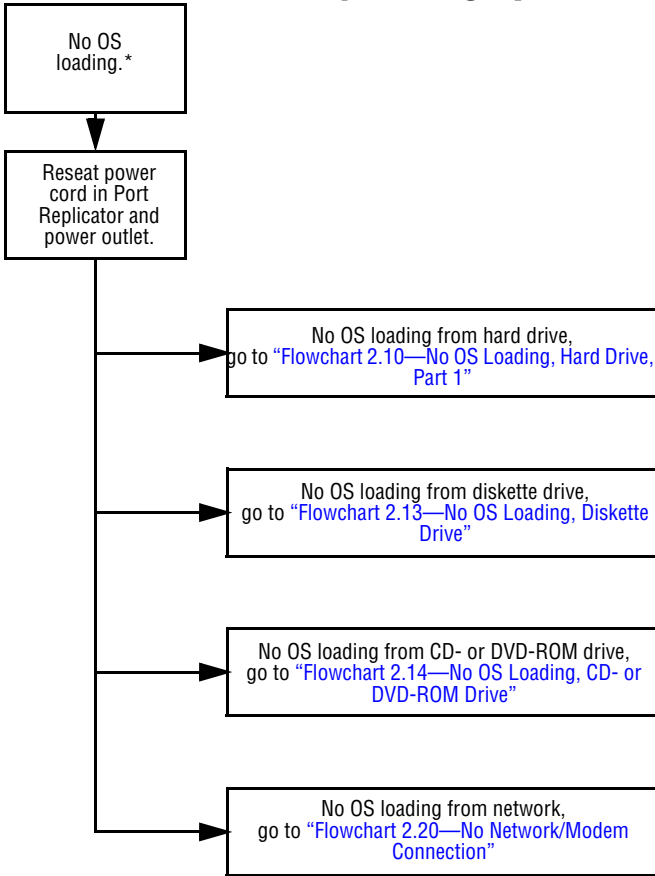 No OS
loading.*
Reseat power
cord in Port
Replicator and
power outlet.
No OS loading from hard drive,
go to “Flowchart 2.10—No OS Loading, Hard Drive,
Part 1”
No OS loading from diskette drive,
go to “Flowchart 2.13—No OS Loading, Diskette
Drive”
No OS loading from CD- or DVD-ROM drive,
go to “Flowchart 2.14—No OS Loading, CD- or
DVD-ROM Drive”
No OS loading from network,
go to “Flowchart 2.20—No Network/Modem
Connection”